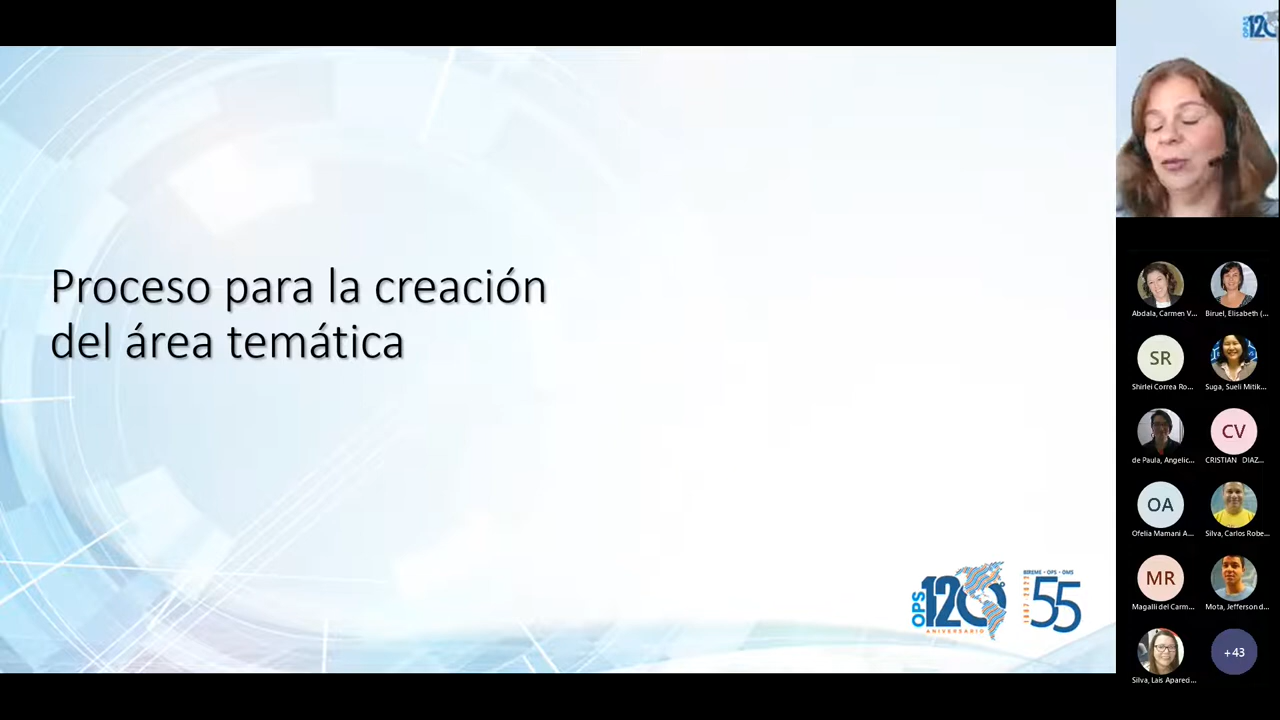 Proceso para la creación
del área temática
OPS
120
ANIVERSARIO
BIREME • OPS • OMS
1967 - 2022
55
OPAS
120
Abdala, Carmen V...
Biruel, Elisabeth (...
SR
Shirlei Correa Ro...
Suga, Sueli Mitik...
de Paula, Angelic...
CV
CRISTIAN DIAZ...
OA
Ofelia Mamani A...
Silva, Carlos Robe...
MR
Magalli del Carm...
Mota, Jefferson d...
Silva, Lais Apared...
+43